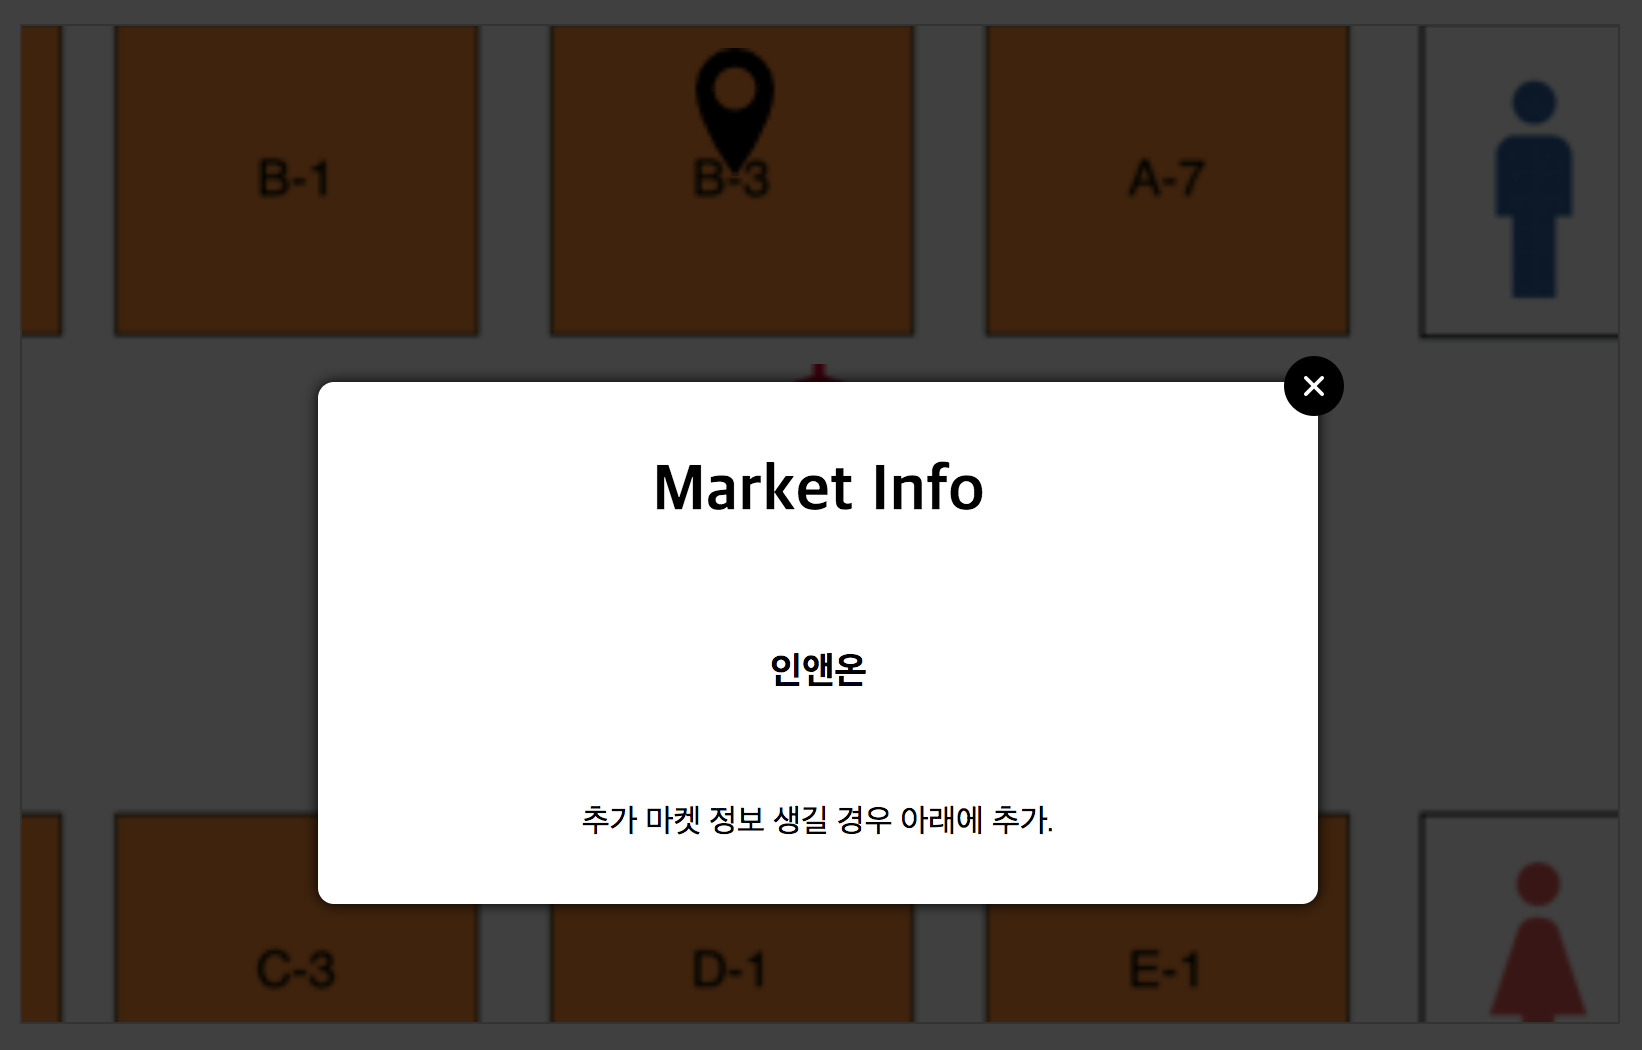 B-1
B-3
A-7
Market Info
인앤온
추가 마켓 정보 생길 경우 아래에 추가.
C-3
D-1
E-1